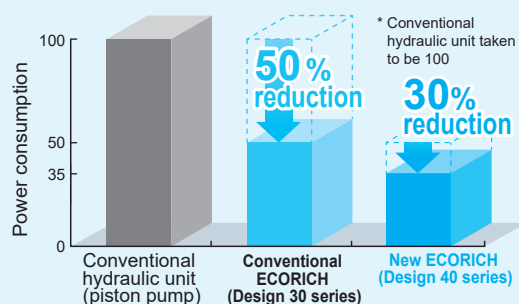 * Conventional
hydraulic unit taken
to be 100
Power consumption
100
50
35
0
50%
reduction
30%
reduction
Conventional
hydraulic unit
(piston pump)
Conventional
ECORICH
(Design 30 series)
New ECORICH
(Design 40 series)